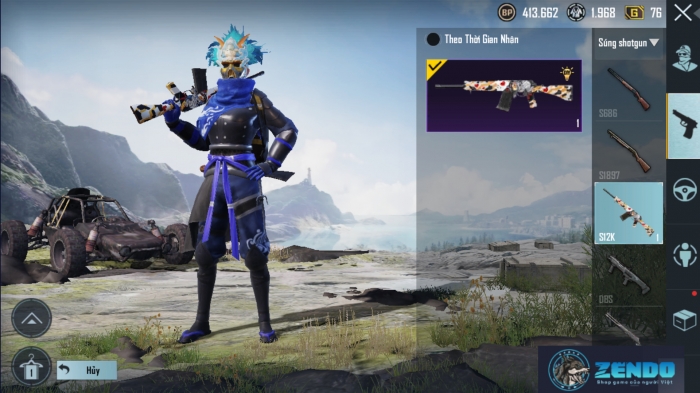 BP 413.662 1.968 G 76
Theo Thời Gian Nhận
Súng shotgun
1
S686
S1897
S12K 1
DBS
1
Hủy
ZENDO
Shop game của người Việt